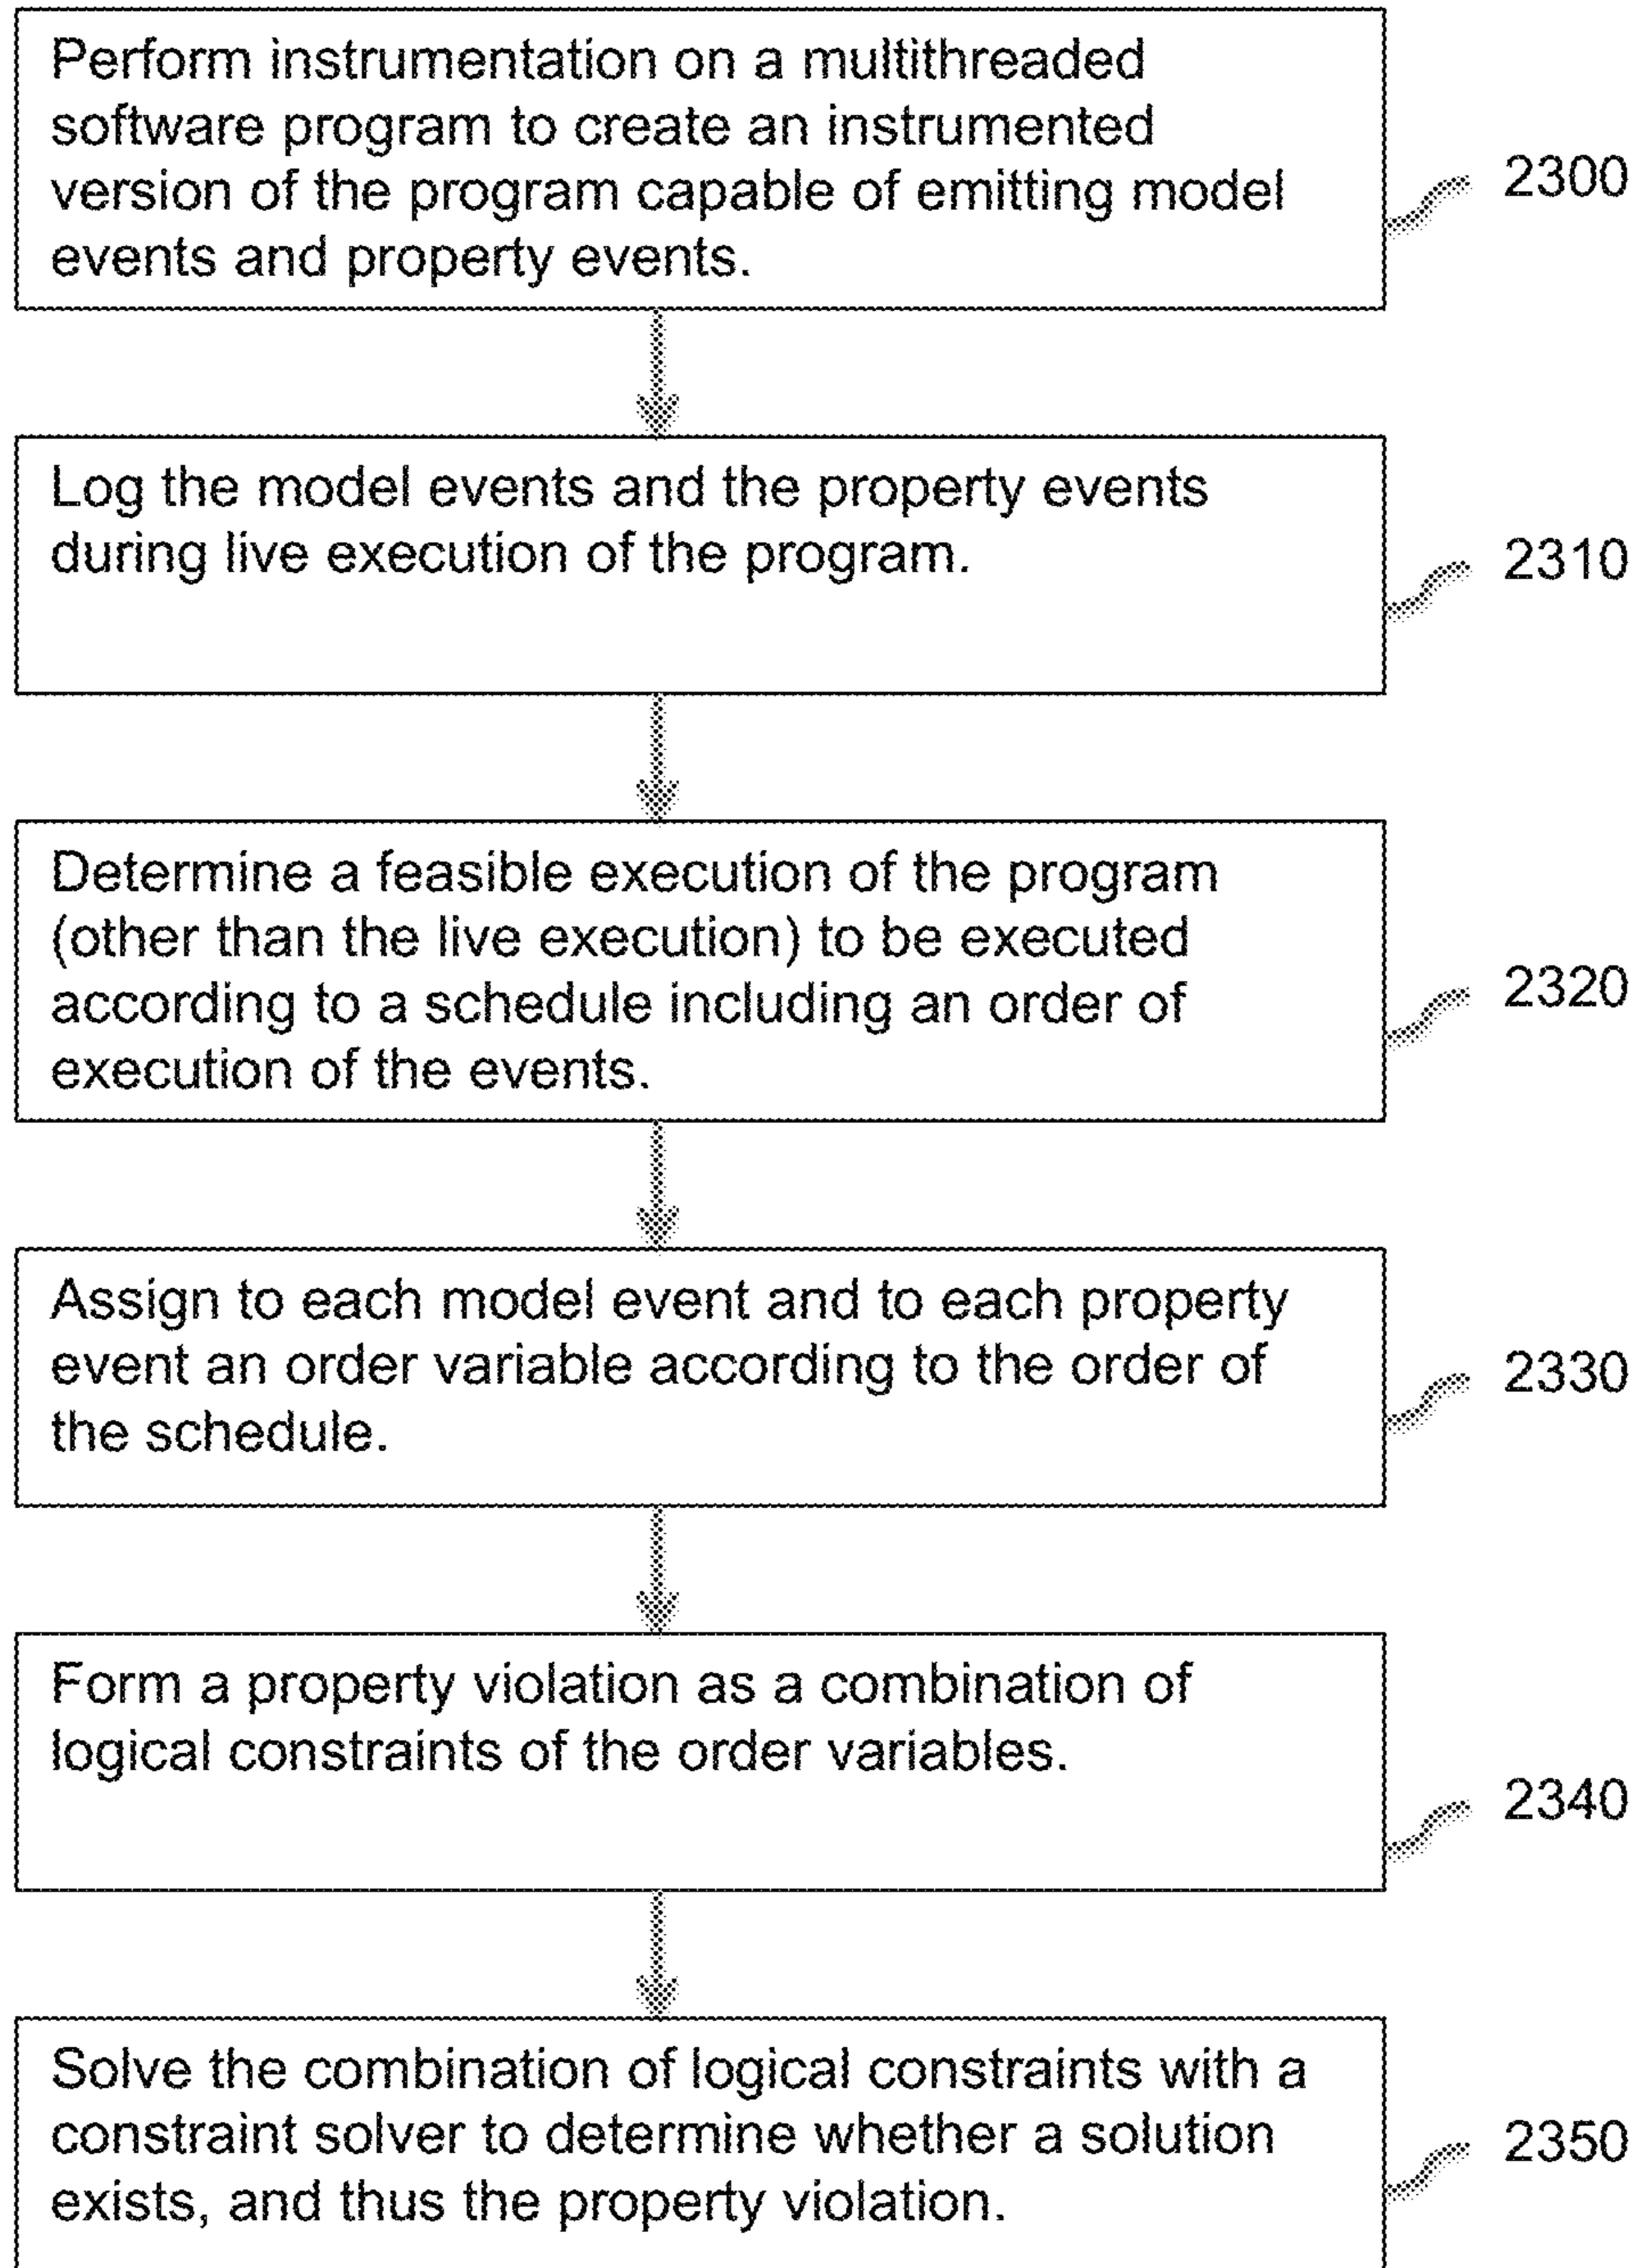 Perform instrumentation on a multithreaded
software program to create an instrumented
version of the program capable of emitting model
events and property events.
2300
Log the model events and the property events
during live execution of the program.
2310
Determine a feasible execution of the program
(other than the live execution) to be executed
according to a schedule including an order of
execution of the events.
2320
Assign to each model event and to each property
event an order variable according to the order of
the schedule.
2330
Form a property violation as a combination of
logical constraints of the order variables.
2340
Solve the combination of logical constraints with a
constraint solver to determine whether a solution
exists, and thus the property violation.
2350